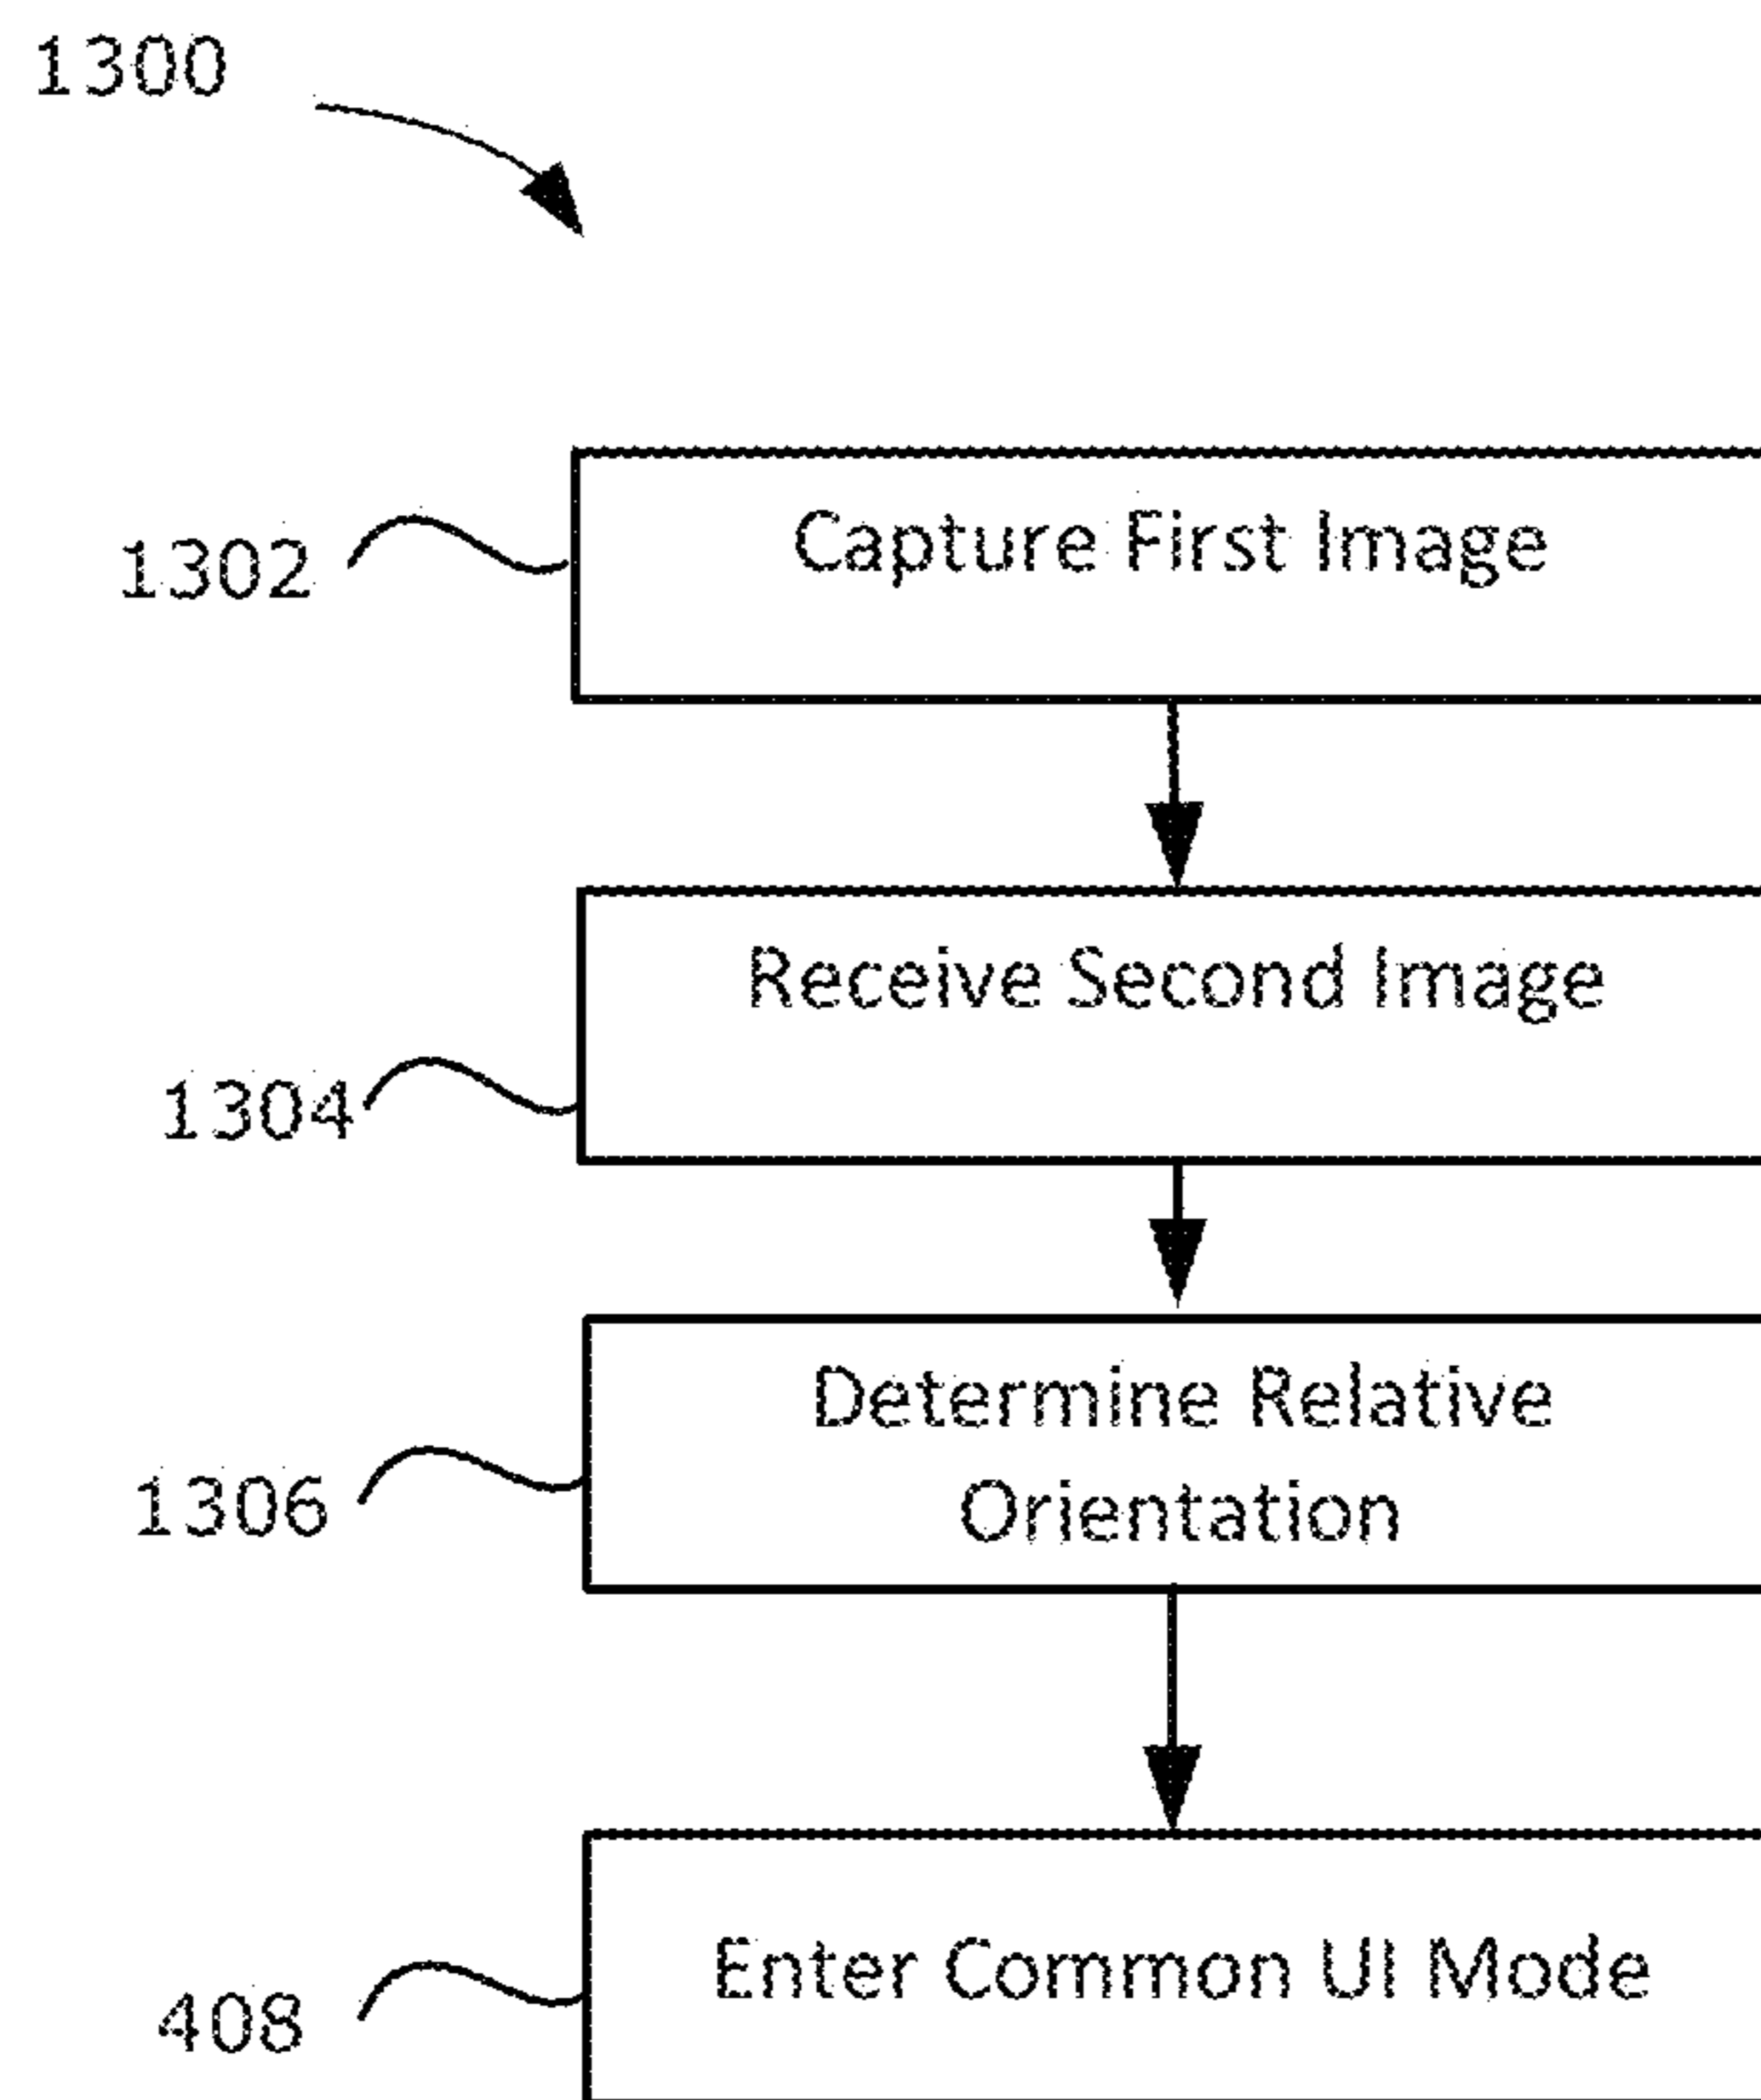 1300
1302
Capture First Image
Receive Second Image
1304
Determine Relative
Orientation
1306
Enter Common UI Mode
408